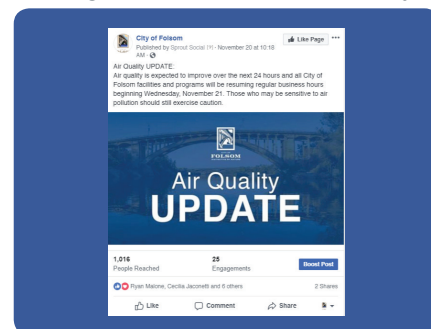 City of Folsom
Like Page
Published by Sprout Social [?] · November 20 at 10:18
AM ·
Air Quality UPDATE:
Air quality is expected to improve over the next 24 hours and all City of
Folsom facilities and programs will be resuming regular business hours
beginning Wednesday, November 21. Those who may be sensitive to air
pollution should still exercise caution.
FOLSOM
Air Quality
UPDATE
1,016
People Reached
25
Engagements
Boost Post
Ryan Malone, Cecilia Jaconetti and 8 others
2 Shares
Like
Comment
Share